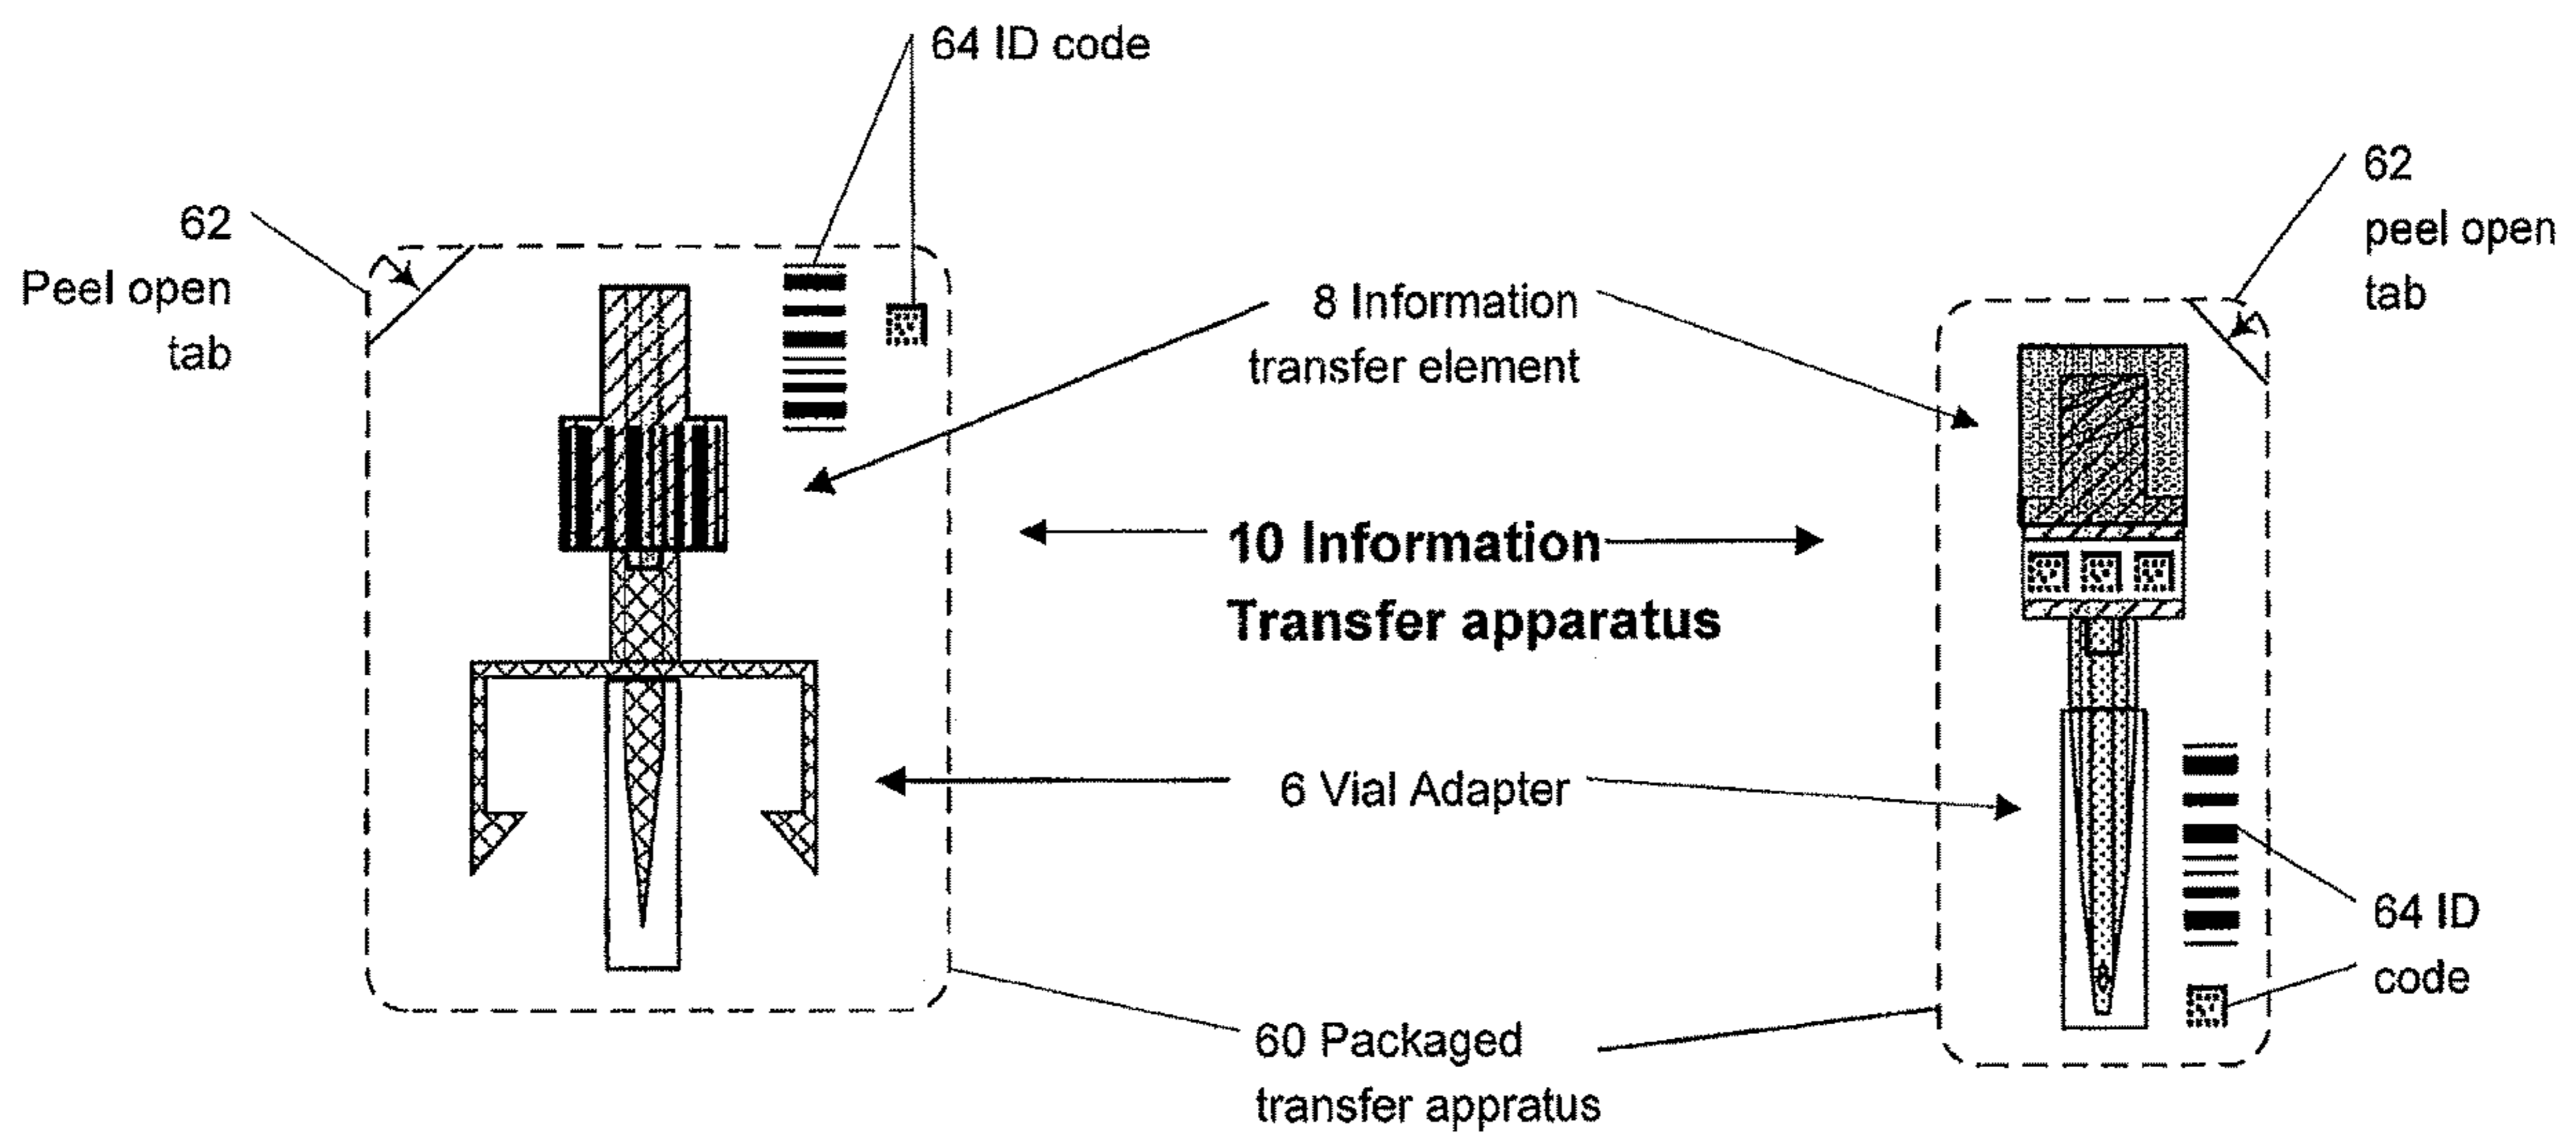 64 ID code
62
Peel open
tab
62
peel open
tab
8 Information
transfer element
10 Information
Transfer apparatus
6 Vial Adapter
64 ID
code
60 Packaged
transfer appratus